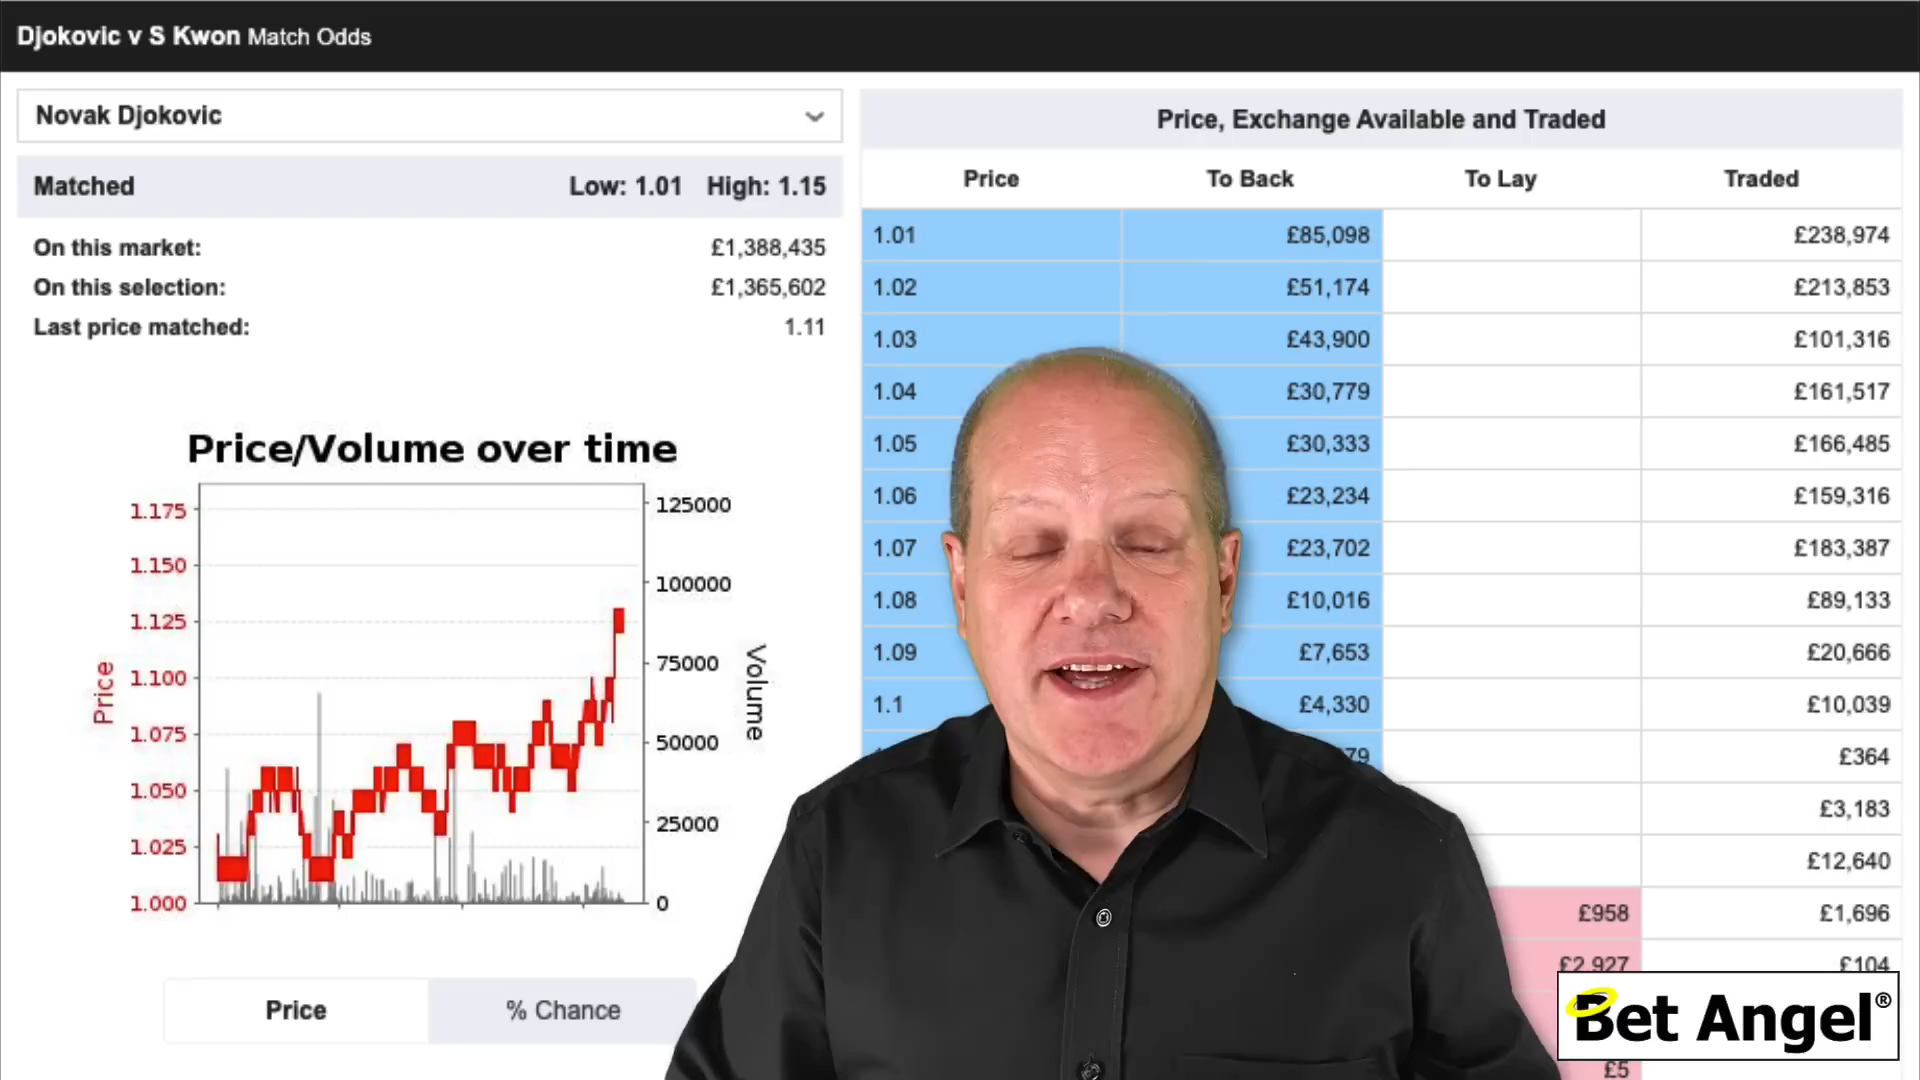 Djokovic v S Kwon Match Odds
Novak Djokovic
Matched Low: 1.01 High: 1.15
On this market: £1,388,435
On this selection: £1,365,602
Last price matched: 1.11
Price/Volume over time
1.175
1.150
1.125
1.100
1.075
1.050
1.025
1.000
Price
125000
100000
75000
50000
25000
0
Volume
Price % Chance
Price, Exchange Available and Traded
Price To Back To Lay Traded
1.01 £85,098 £238,974
1.02 £51,174 £213,853
1.03 £43,900 £101,316
1.04 £30,779 £161,517
1.05 £30,333 £166,485
1.06 £23,234 £159,316
1.07 £23,702 £183,387
1.08 £10,016 £89,133
1.09 £7,653 £20,666
1.1 £4,330 £10,039
£364
£3,183
£12,640
£958 £1,696
£2,927 £104
£5
Bet Angel®